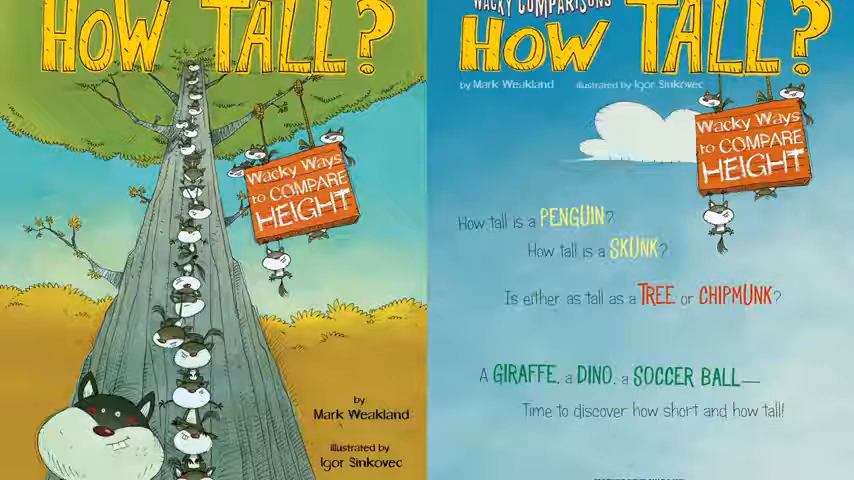 HOW TALL?
Wacky Ways
to COMPARE
HEIGHT
by
Mark Weakland
illustrated by
Igor Sinkovec
WACKY COMPARISONS
HOW TALL?
by Mark Weakland illustrated by Igor Sinkovec
Wacky Ways
to COMPARE
HEIGHT
How tall is a PENGUIN?
How tall is a SKUNK?
Is either as tall as a TREE or CHIPMUNK?
A GIRAFFE, a DINO, a SOCCER BALL—
Time to discover how short and how tall!